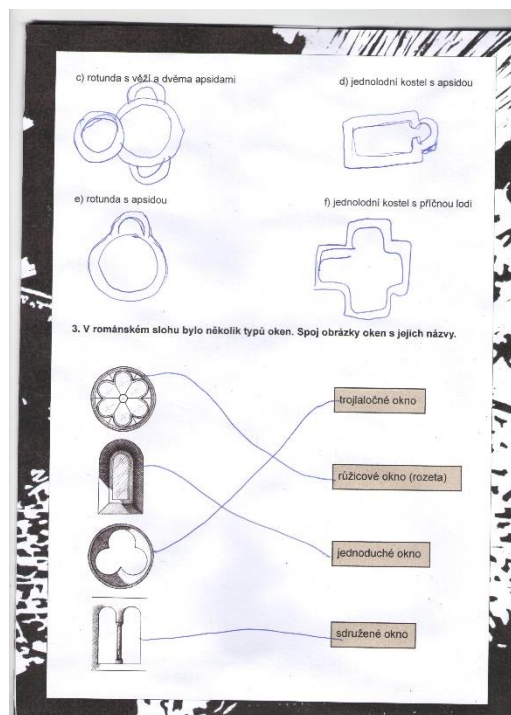 c) rotunda s věží a dvěma apsidami
d) jednolodní kostel s apsidou
e) rotunda s apsidou
f) jednolodní kostel s příčnou lodí
3. V románském slohu bylo několik typů oken. Spoj obrázky oken s jejich názvy.
trojlaločné okno
růžicové okno (rozeta)
jednoduché okno
sdružené okno